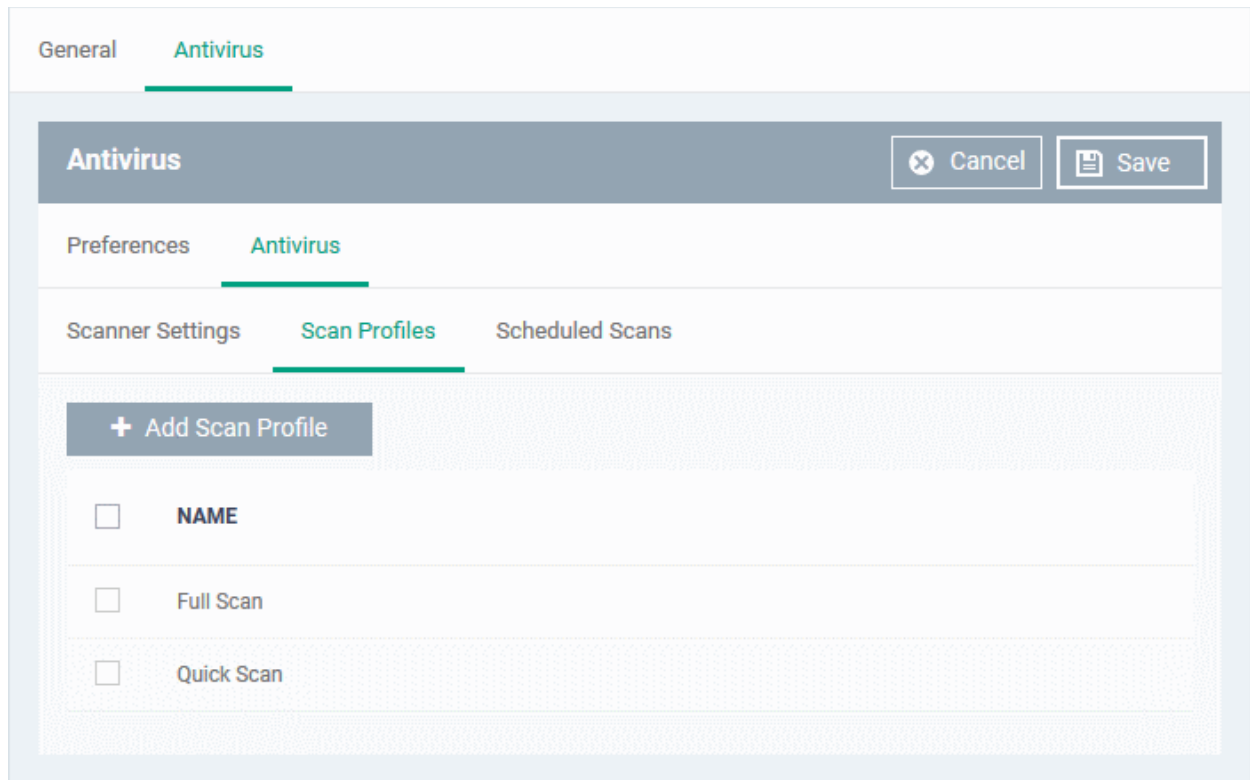 General Antivirus
Antivirus Cancel Save
Preferences Antivirus
Scanner Settings Scan Profiles Scheduled Scans
+ Add Scan Profile
NAME
Full Scan
Quick Scan